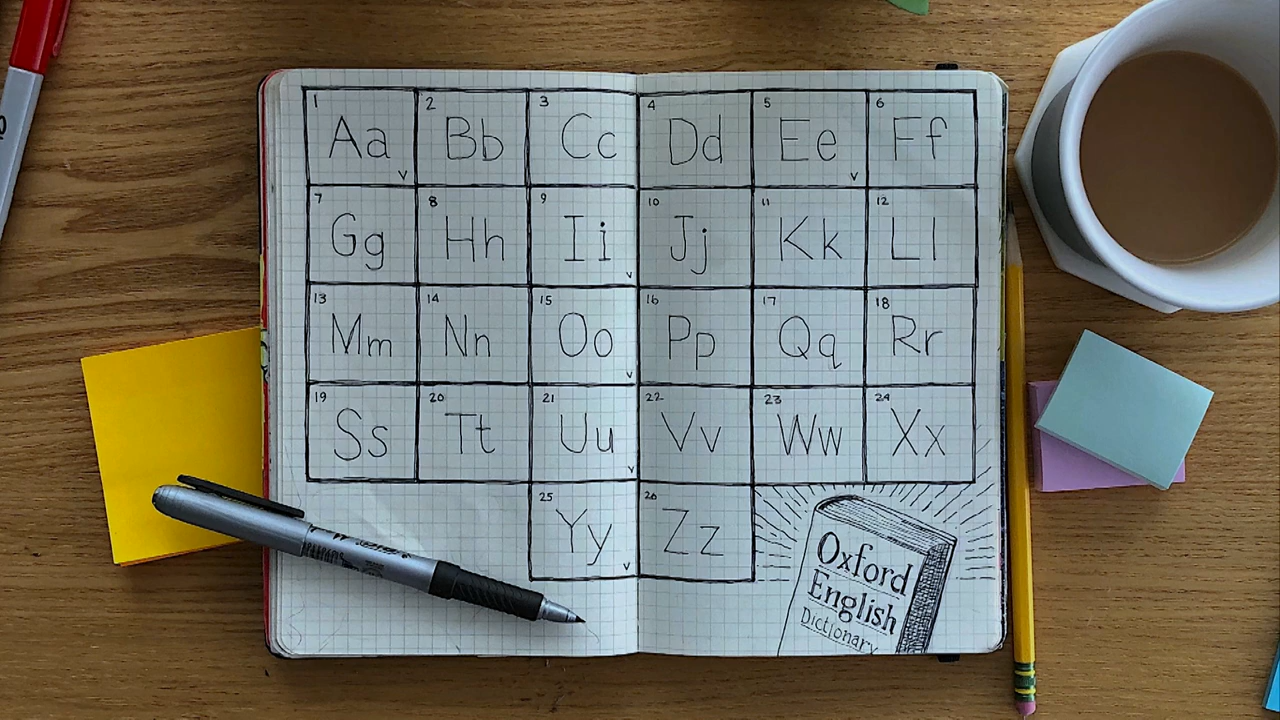 1 2 3 4 5 6
Aa Bb Cc Dd Ee Ff
v v
7 8 9 10 11 12
Gg Hh Ii Jj Kk Ll
v
13 14 15 16 17 18
Mm Nn Oo Pp Qq Rr
v
19 20 21 22 23 24
Ss Tt Uu Vv Ww Xx
v
25 26
Yy Zz
v
Oxford
English
Dictionary